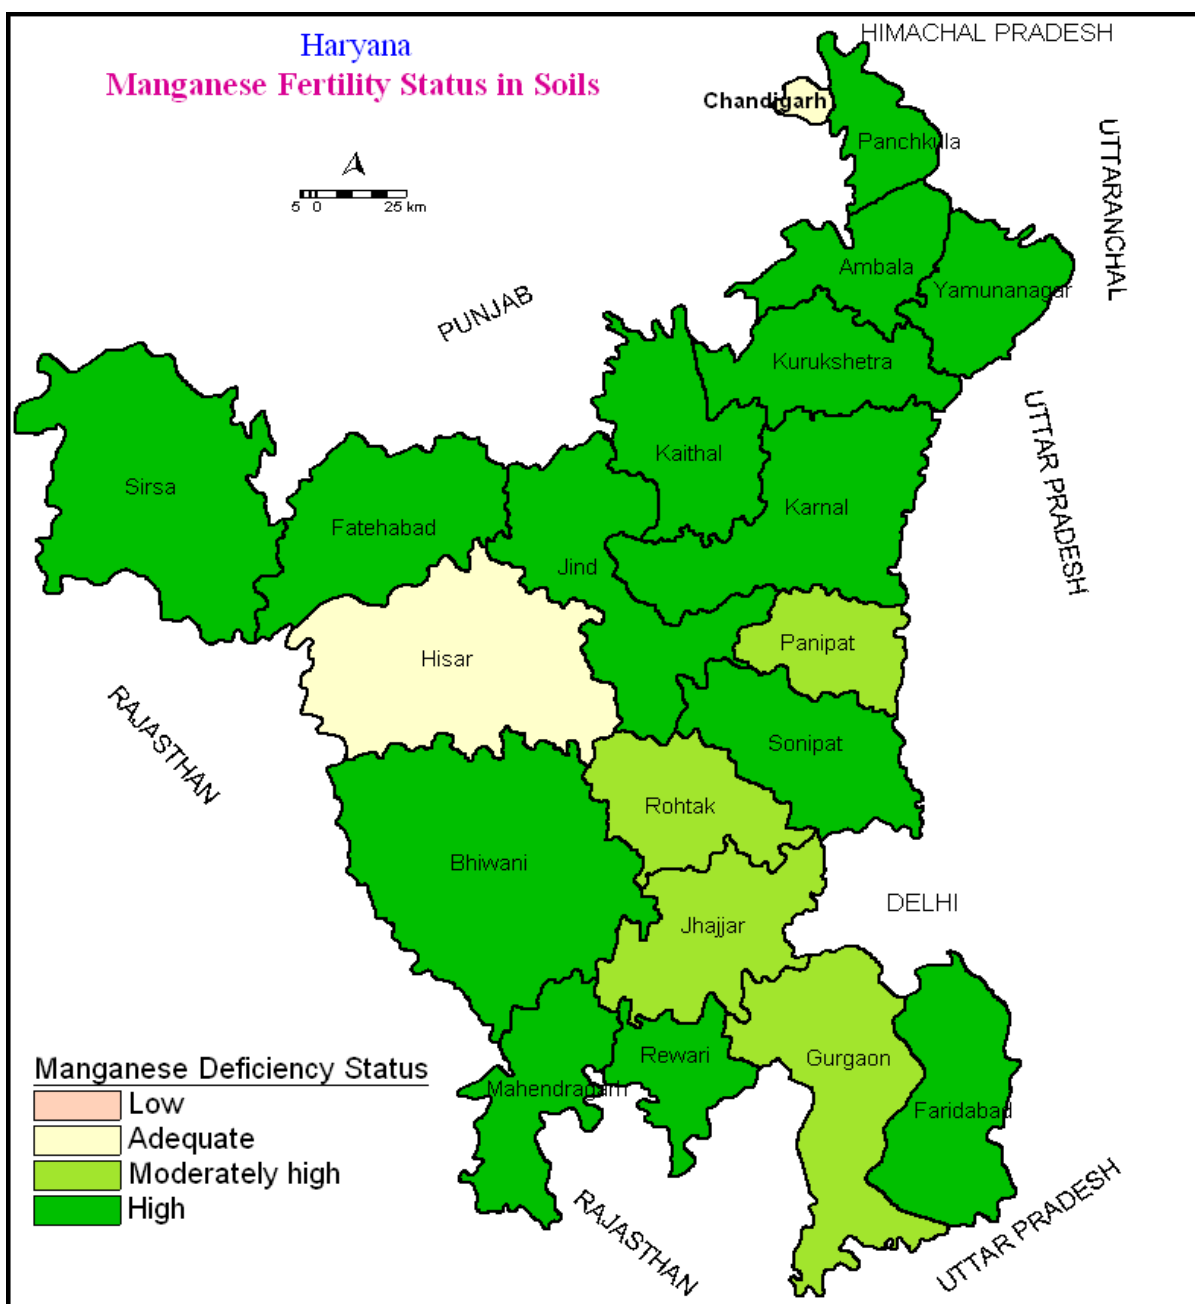 HIMACHAL PRADESH
Haryana
Manganese Fertility Status in Soils
Chandigarh
Panchkula
UTTARANCHAL
5 0 25 km
Ambala
Yamunanagar
PUNJAB
Kurukshetra
UTTAR PRADESH
Kaithal
Sirsa
Karnal
Fatehabad
Jind
Panipat
Hisar
RAJASTHAN
Sonipat
Rohtak
Bhiwani
DELHI
Jhajjar
Rewari
Gurgaon
Mahendragarh
Faridabad
Manganese Deficiency Status
Low
Adequate
Moderately high
High
RAJASTHAN
UTTAR PRADESH